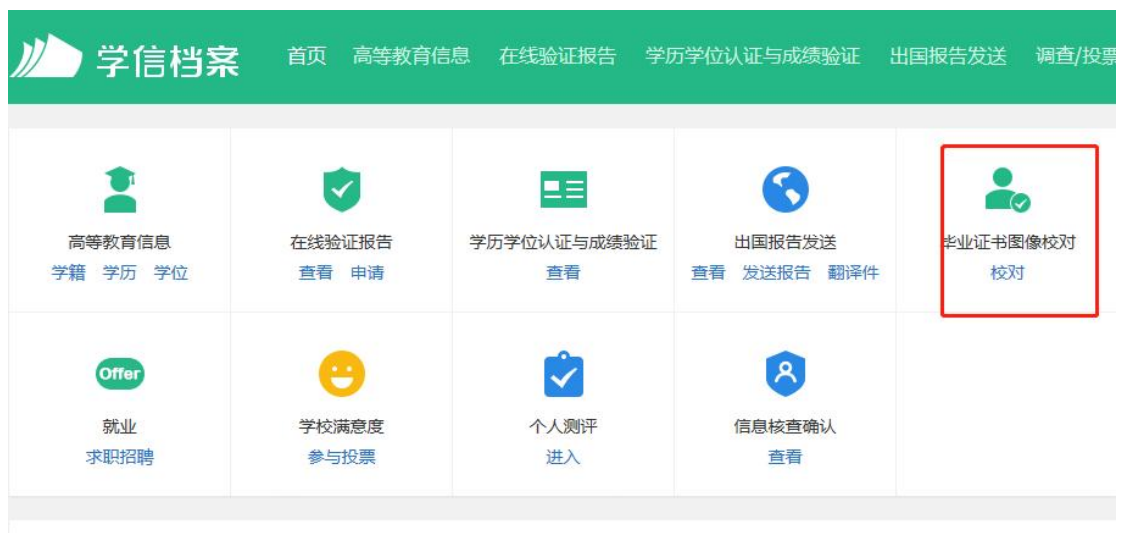 学信档案 首页 高等教育信息 在线验证报告 学历学位认证与成绩验证 出国报告发送 调查/投票
高等教育信息 在线验证报告 学历学位认证与成绩验证 出国报告发送 毕业证书图像校对
学籍 学历 学位 查看 申请 查看 查看 发送报告 翻译件 校对
Offer
就业 学校满意度 个人测评 信息核查确认
求职招聘 参与投票 进入 查看